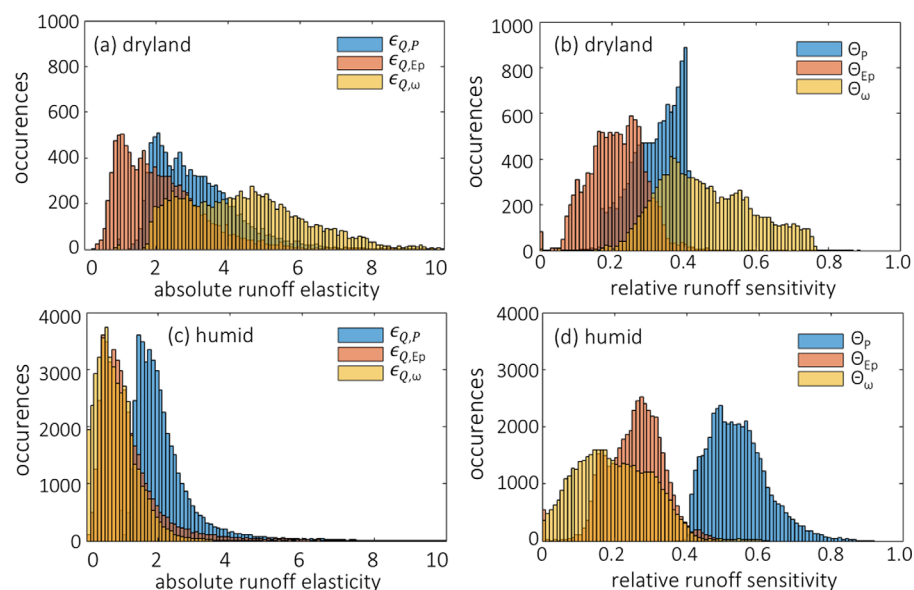 1000
800
600
400
200
0
occurences
(a) dryland
ϵQ,P
ϵQ,Ep
ϵQ,ω
0 2 4 6 8 10
absolute runoff elasticity
1000
800
600
400
200
0
occurences
(b) dryland
ΘP
ΘEp
Θω
0 0.2 0.4 0.6 0.8 1.0
relative runoff sensitivity
4000
3000
2000
1000
0
occurences
(c) humid
ϵQ,P
ϵQ,Ep
ϵQ,ω
0 2 4 6 8 10
absolute runoff elasticity
4000
3000
2000
1000
0
occurences
(d) humid
ΘP
ΘEp
Θω
0 0.2 0.4 0.6 0.8 1.0
relative runoff sensitivity